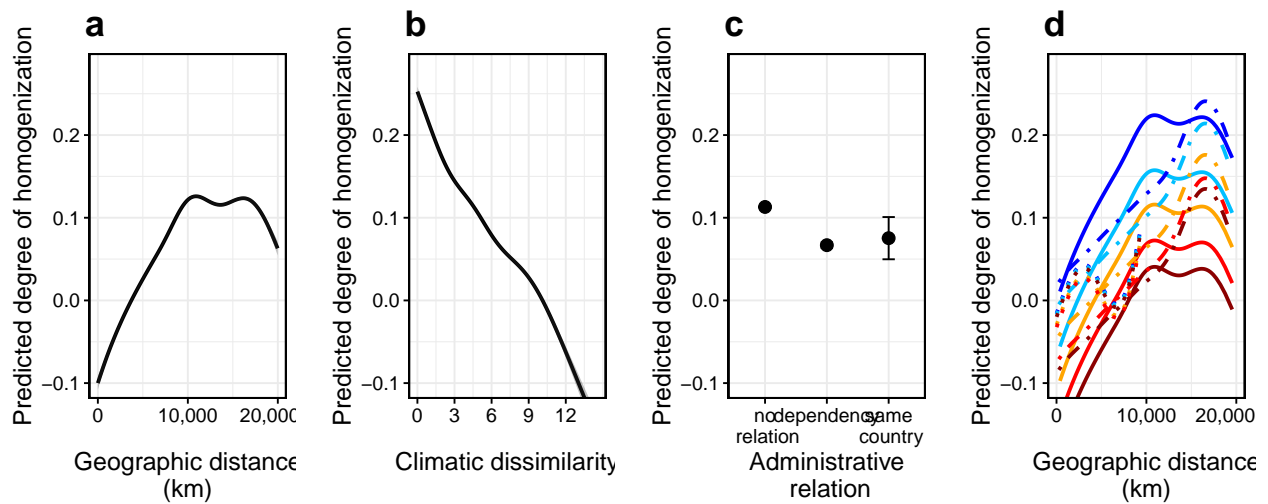 a
b
c
d
Predicted degree of homogenization
0.2
0.1
0.0
−0.1
0
10,000
20,000
Geographic distance
(km)
Predicted degree of homogenization
0.2
0.1
0.0
−0.1
0
3
6
9
12
Climatic dissimilarity
Predicted degree of homogenization
0.2
0.1
0.0
−0.1
no
relation
dependency
same
country
Administrative
relation
Predicted degree of homogenization
0.2
0.1
0.0
−0.1
0
10,000
20,000
Geographic distance
(km)